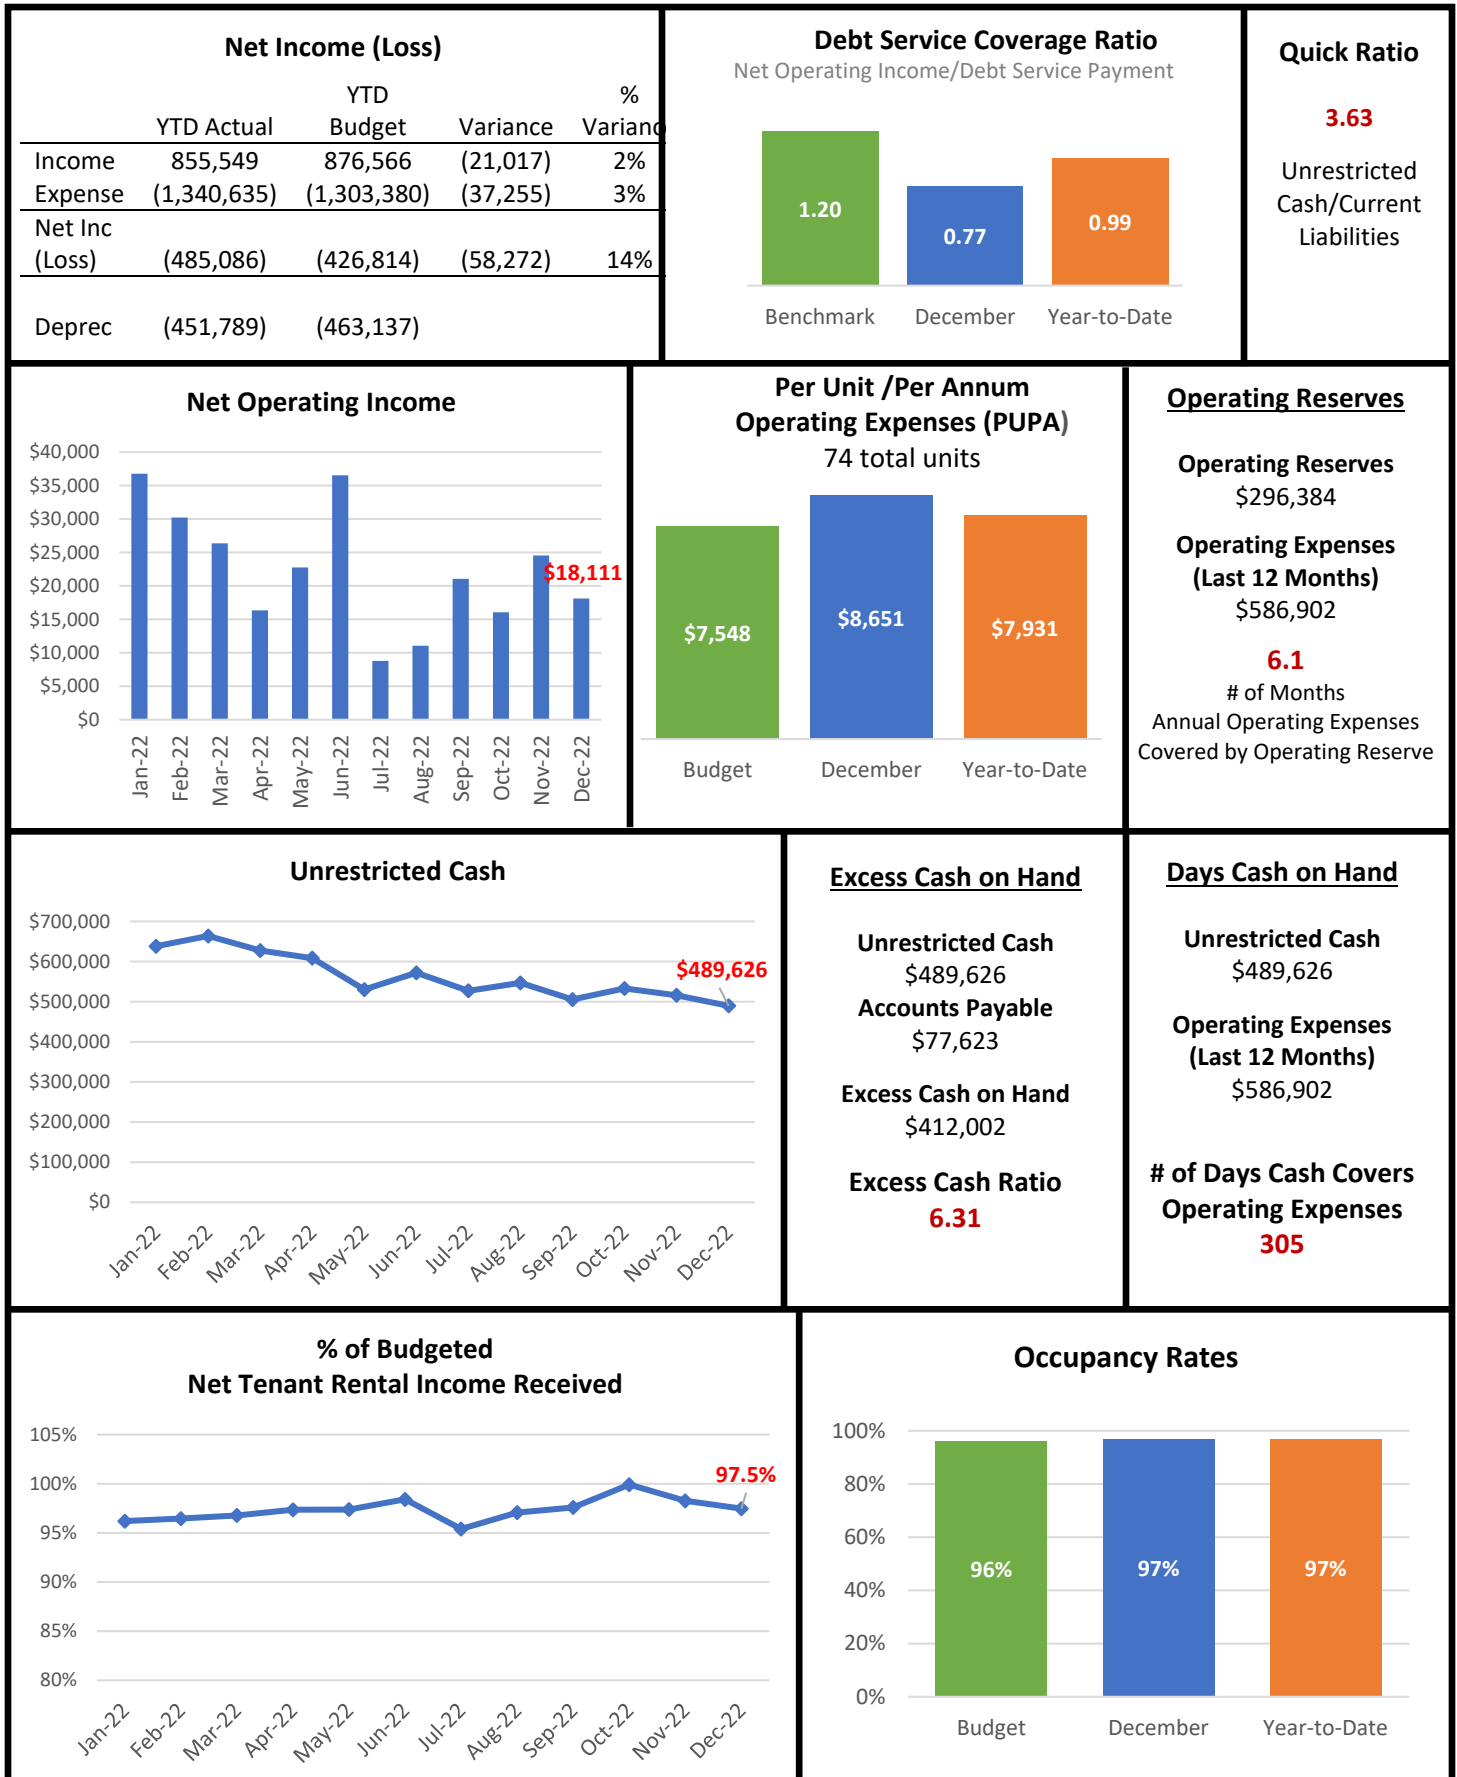 Net Income (Loss)
YTD %
YTD Actual Budget Variance Varianc
Income 855,549 876,566 (21,017) 2%
Expense (1,340,635) (1,303,380) (37,255) 3%
Net Inc
(Loss) (485,086) (426,814) (58,272) 14%
Deprec (451,789) (463,137)
Debt Service Coverage Ratio
Net Operating Income/Debt Service Payment
1.20
0.77
0.99
Benchmark December Year-to-Date
Quick Ratio
3.63
Unrestricted
Cash/Current
Liabilities
Net Operating Income
$40,000
$35,000
$30,000
$25,000
$20,000
$15,000
$10,000
$5,000
$0
$18,111
Jan-22
Feb-22
Mar-22
Apr-22
May-22
Jun-22
Jul-22
Aug-22
Sep-22
Oct-22
Nov-22
Dec-22
Per Unit /Per Annum
Operating Expenses (PUPA)
74 total units
$7,548
$8,651
$7,931
Budget December Year-to-Date
Operating Reserves
Operating Reserves
$296,384
Operating Expenses
(Last 12 Months)
$586,902
6.1
# of Months
Annual Operating Expenses
Covered by Operating Reserve
Unrestricted Cash
$700,000
$600,000
$500,000
$400,000
$300,000
$200,000
$100,000
$0
$489,626
Jan-22
Feb-22
Mar-22
Apr-22
May-22
Jun-22
Jul-22
Aug-22
Sep-22
Oct-22
Nov-22
Dec-22
Excess Cash on Hand
Unrestricted Cash
$489,626
Accounts Payable
$77,623
Excess Cash on Hand
$412,002
Excess Cash Ratio
6.31
Days Cash on Hand
Unrestricted Cash
$489,626
Operating Expenses
(Last 12 Months)
$586,902
# of Days Cash Covers
Operating Expenses
305
% of Budgeted
Net Tenant Rental Income Received
105%
100%
95%
90%
85%
80%
97.5%
Jan-22
Feb-22
Mar-22
Apr-22
May-22
Jun-22
Jul-22
Aug-22
Sep-22
Oct-22
Nov-22
Dec-22
Occupancy Rates
100%
80%
60%
40%
20%
0%
96%
97%
97%
Budget December Year-to-Date